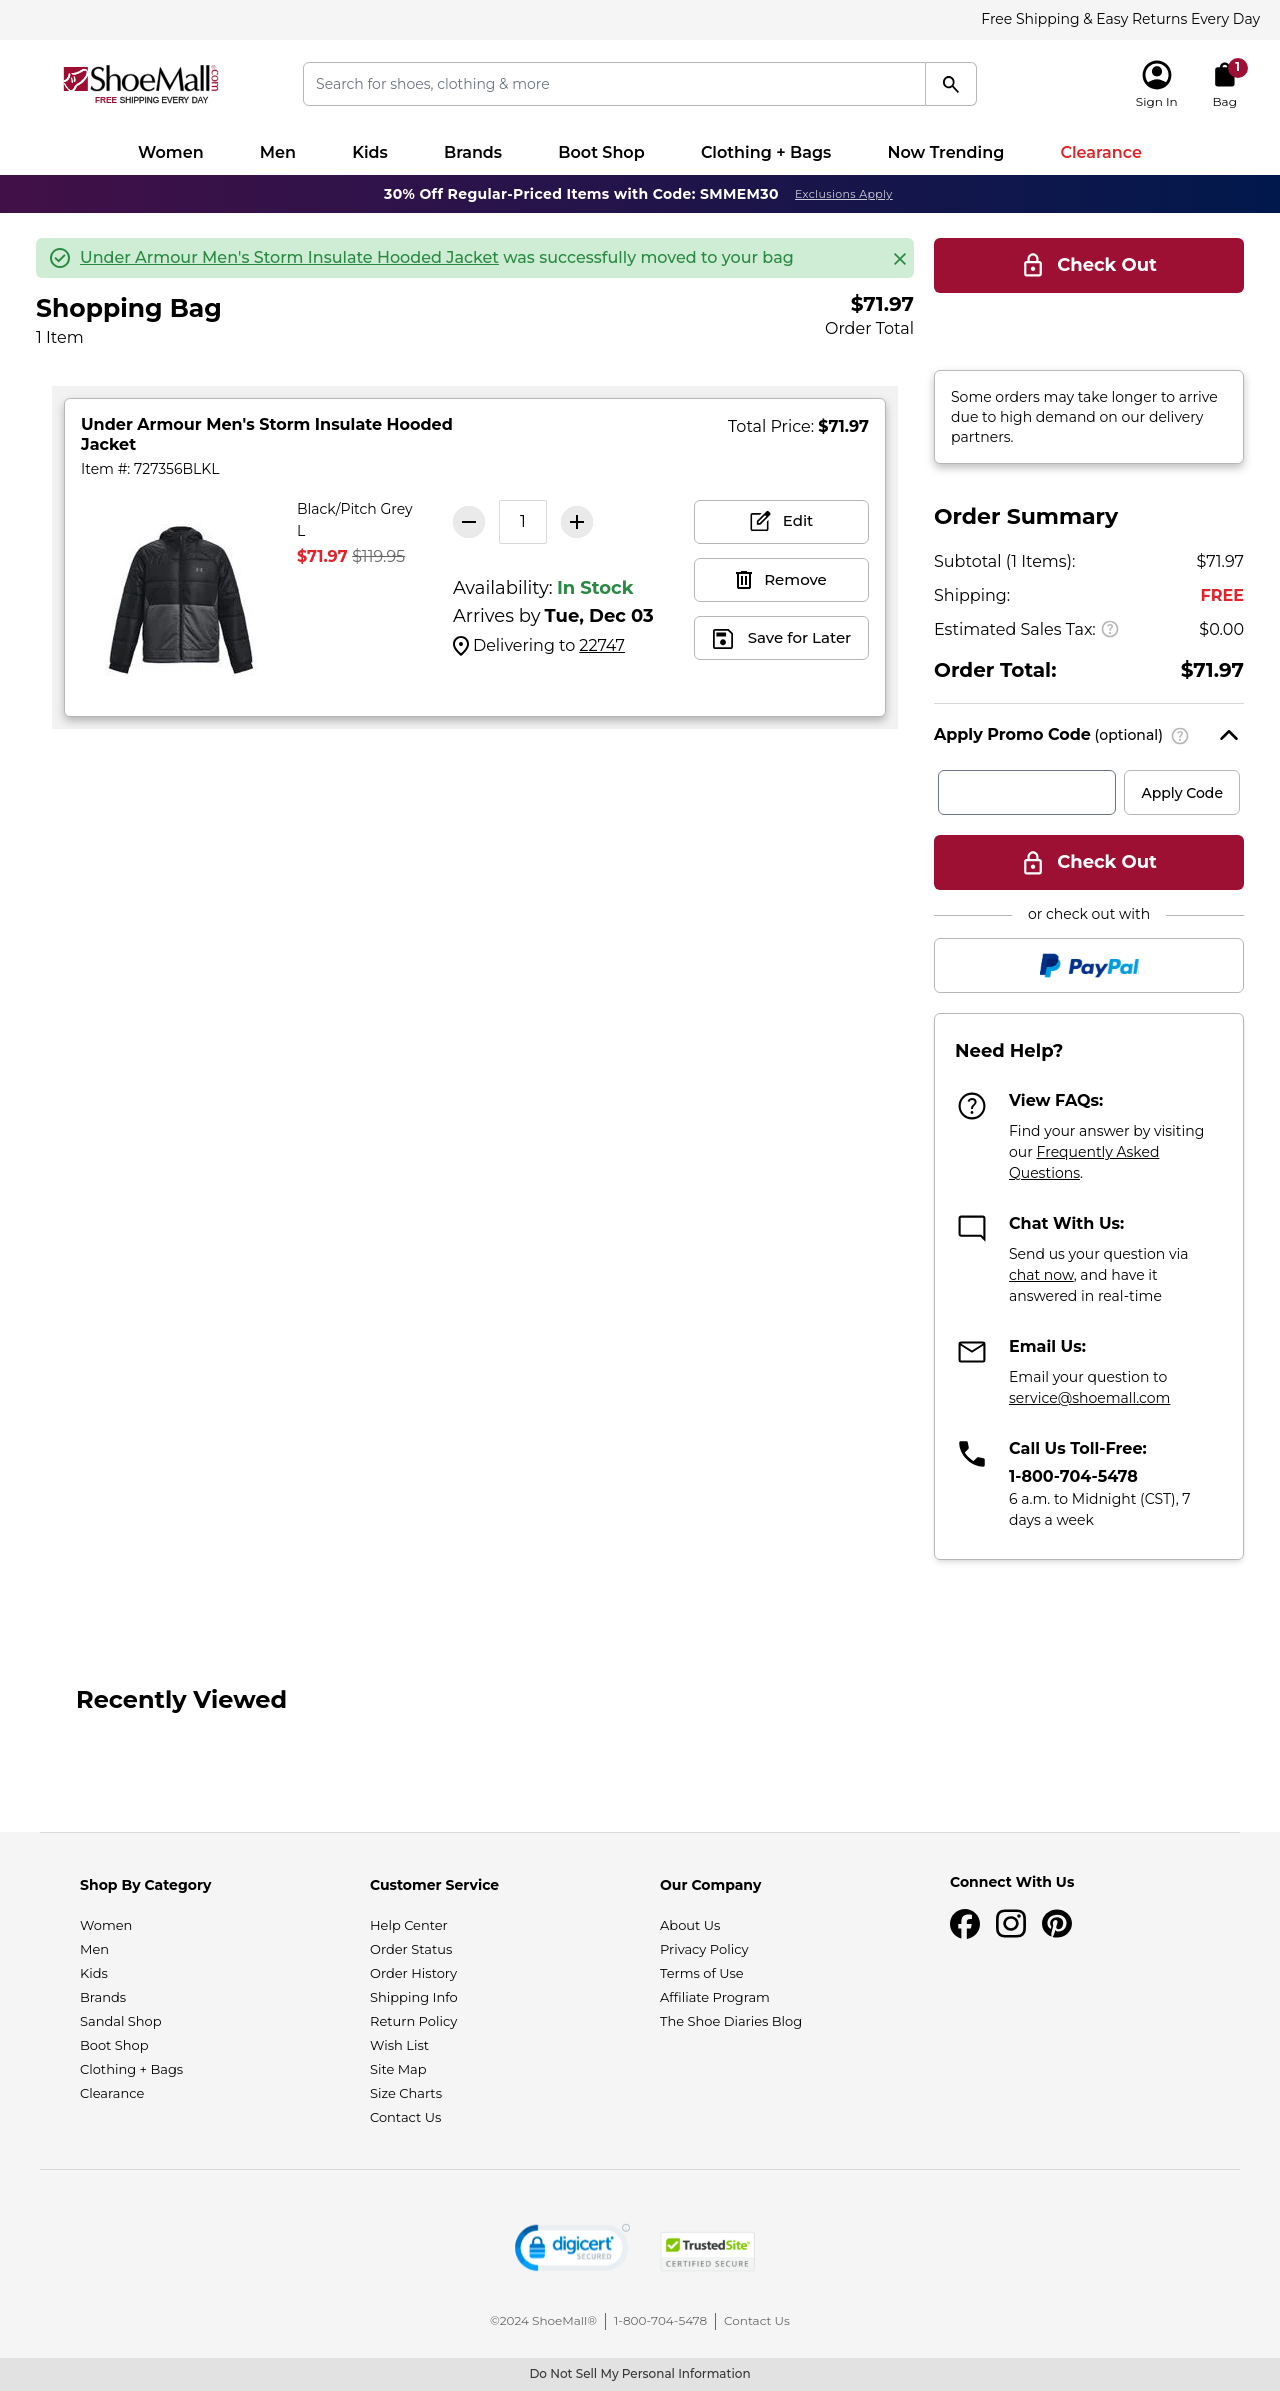 Free Shipping & Easy Returns Every Day
ShoeMall.com
FREE SHIPPING EVERY DAY
Search for shoes, clothing & more
Sign In
1
Bag
Women Men Kids Brands Boot Shop Clothing + Bags Now Trending Clearance
30% Off Regular-Priced Items with Code: SMMEM30 Exclusions Apply
Under Armour Men's Storm Insulate Hooded Jacket was successfully moved to your bag
Check Out
Shopping Bag
1 Item
$71.97
Order Total
Under Armour Men's Storm Insulate Hooded
Jacket
Item #: 727356BLKL
Total Price: $71.97
Black/Pitch Grey
L
$71.97 $119.95
1
Availability: In Stock
Arrives by Tue, Dec 03
Delivering to 22747
Edit
Remove
Save for Later
Some orders may take longer to arrive
due to high demand on our delivery
partners.
Order Summary
Subtotal (1 Items): $71.97
Shipping: FREE
Estimated Sales Tax: $0.00
Order Total: $71.97
Apply Promo Code (optional)
Apply Code
Check Out
or check out with
PayPal
Need Help?
View FAQs:
Find your answer by visiting
our Frequently Asked
Questions.
Chat With Us:
Send us your question via
chat now, and have it
answered in real-time
Email Us:
Email your question to
service@shoemall.com
Call Us Toll-Free:
1-800-704-5478
6 a.m. to Midnight (CST), 7
days a week
Recently Viewed
Shop By Category
Women
Men
Kids
Brands
Sandal Shop
Boot Shop
Clothing + Bags
Clearance
Customer Service
Help Center
Order Status
Order History
Shipping Info
Return Policy
Wish List
Site Map
Size Charts
Contact Us
Our Company
About Us
Privacy Policy
Terms of Use
Affiliate Program
The Shoe Diaries Blog
Connect With Us
digicert
SECURED
TrustedSite
CERTIFIED SECURE
©2024 ShoeMall® 1-800-704-5478 Contact Us
Do Not Sell My Personal Information